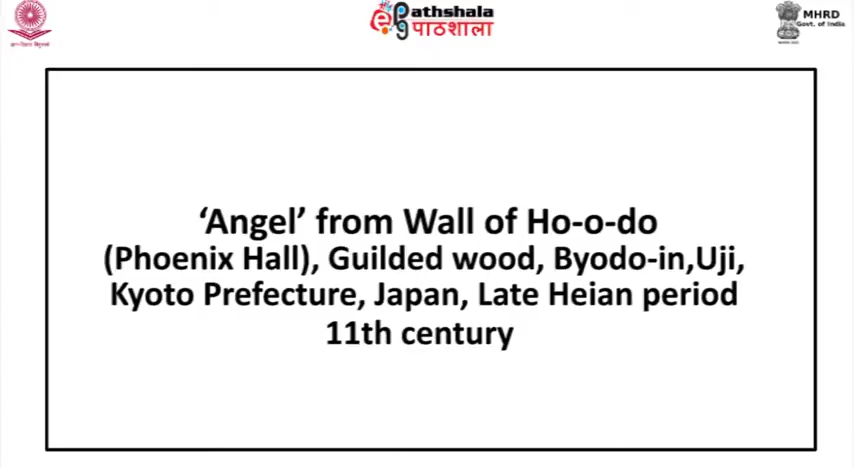 ePathshala
पाठशाला
MHRD
Govt. of India
‘Angel’ from Wall of Ho-o-do
(Phoenix Hall), Guilded wood, Byodo-in,Uji,
Kyoto Prefecture, Japan, Late Heian period
11th century